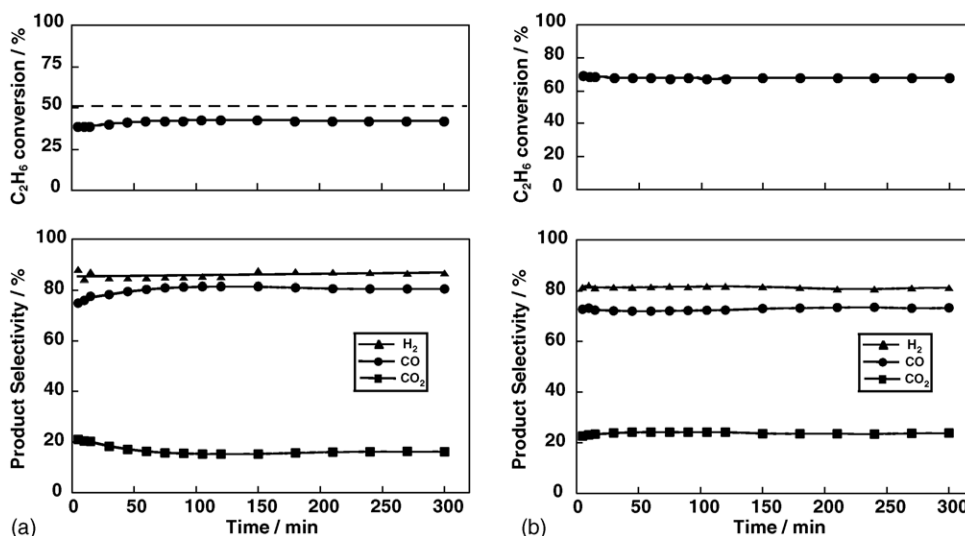 C₂H₆ conversion / %
100
75
50
25
0
Product Selectivity / %
100
80
60
40
20
0
H₂
CO
CO₂
0 50 100 150 200 250 300
Time / min
(a)
C₂H₆ conversion / %
100
80
60
40
20
0
Product Selectivity / %
100
80
60
40
20
0
H₂
CO
CO₂
0 50 100 150 200 250 300
Time / min
(b)